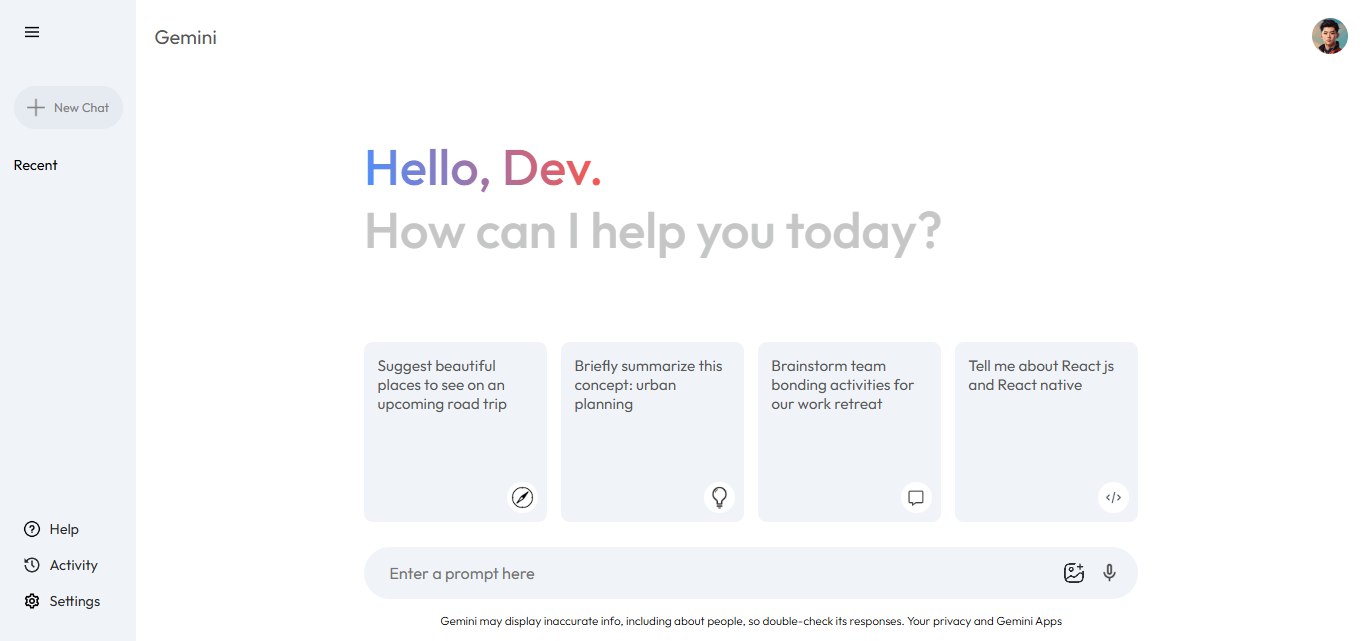 Gemini
New Chat
Recent
Hello, Dev.
How can I help you today?
Suggest beautiful
places to see on an
upcoming road trip
Briefly summarize this
concept: urban
planning
Brainstorm team
bonding activities for
our work retreat
Tell me about React js
and React native
Help
Activity
Settings
Enter a prompt here
Gemini may display inaccurate info, including about people, so double-check its responses. Your privacy and Gemini Apps